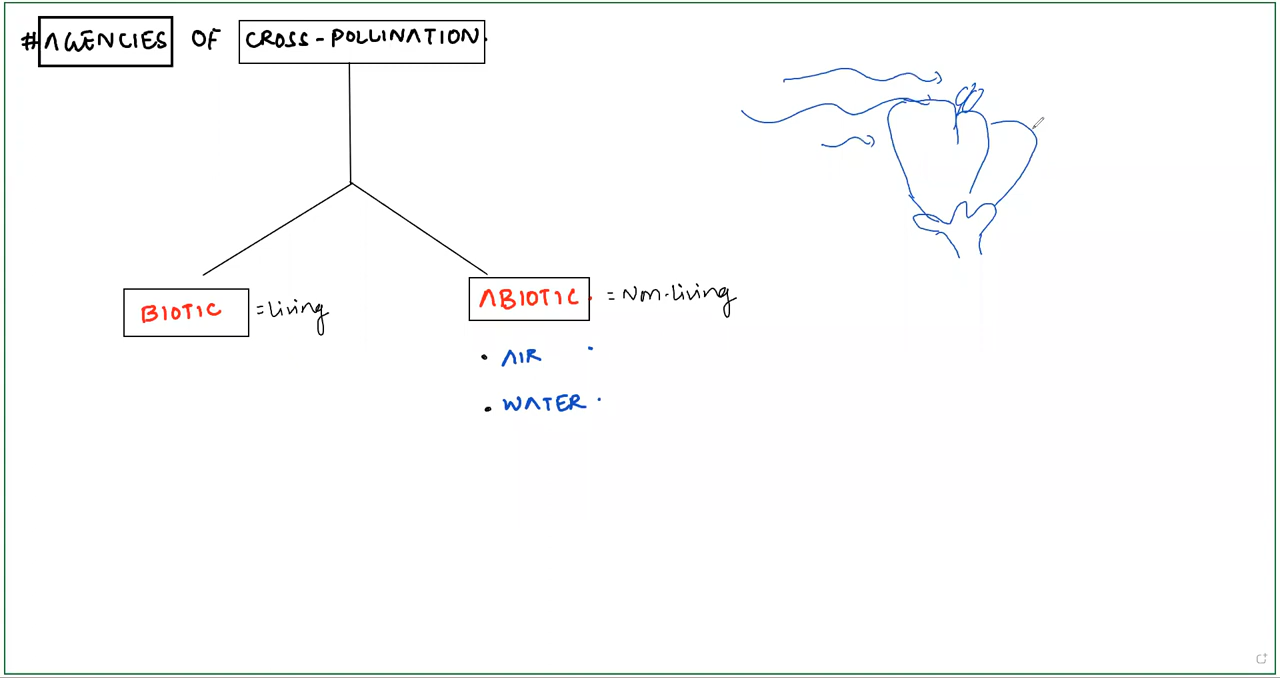 # AGENCIES OF CROSS-POLLINATION.
BIOTIC = Living
ABIOTIC. = Non-living
• AIR
• WATER